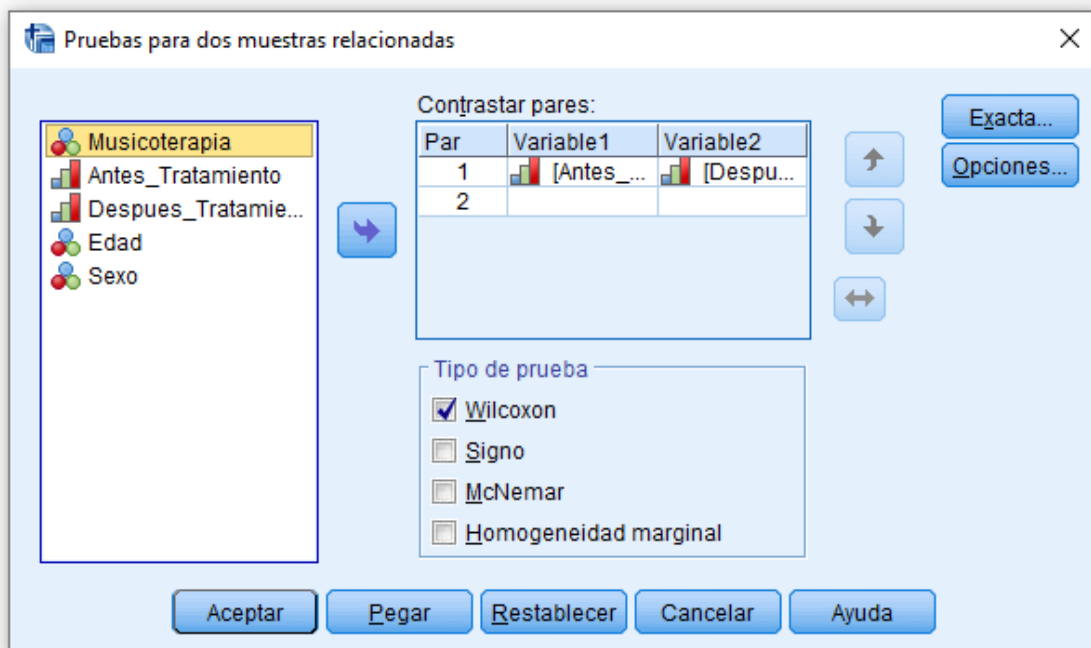 Pruebas para dos muestras relacionadas
Contrastar pares:
Musicoterapia
Antes_Tratamiento
Despues_Tratamie...
Edad
Sexo
Par Variable1 Variable2
1 [Antes_... [Despu...
2
Exacta...
Opciones...
Tipo de prueba
Wilcoxon
Signo
McNemar
Homogeneidad marginal
Aceptar Pegar Restablecer Cancelar Ayuda